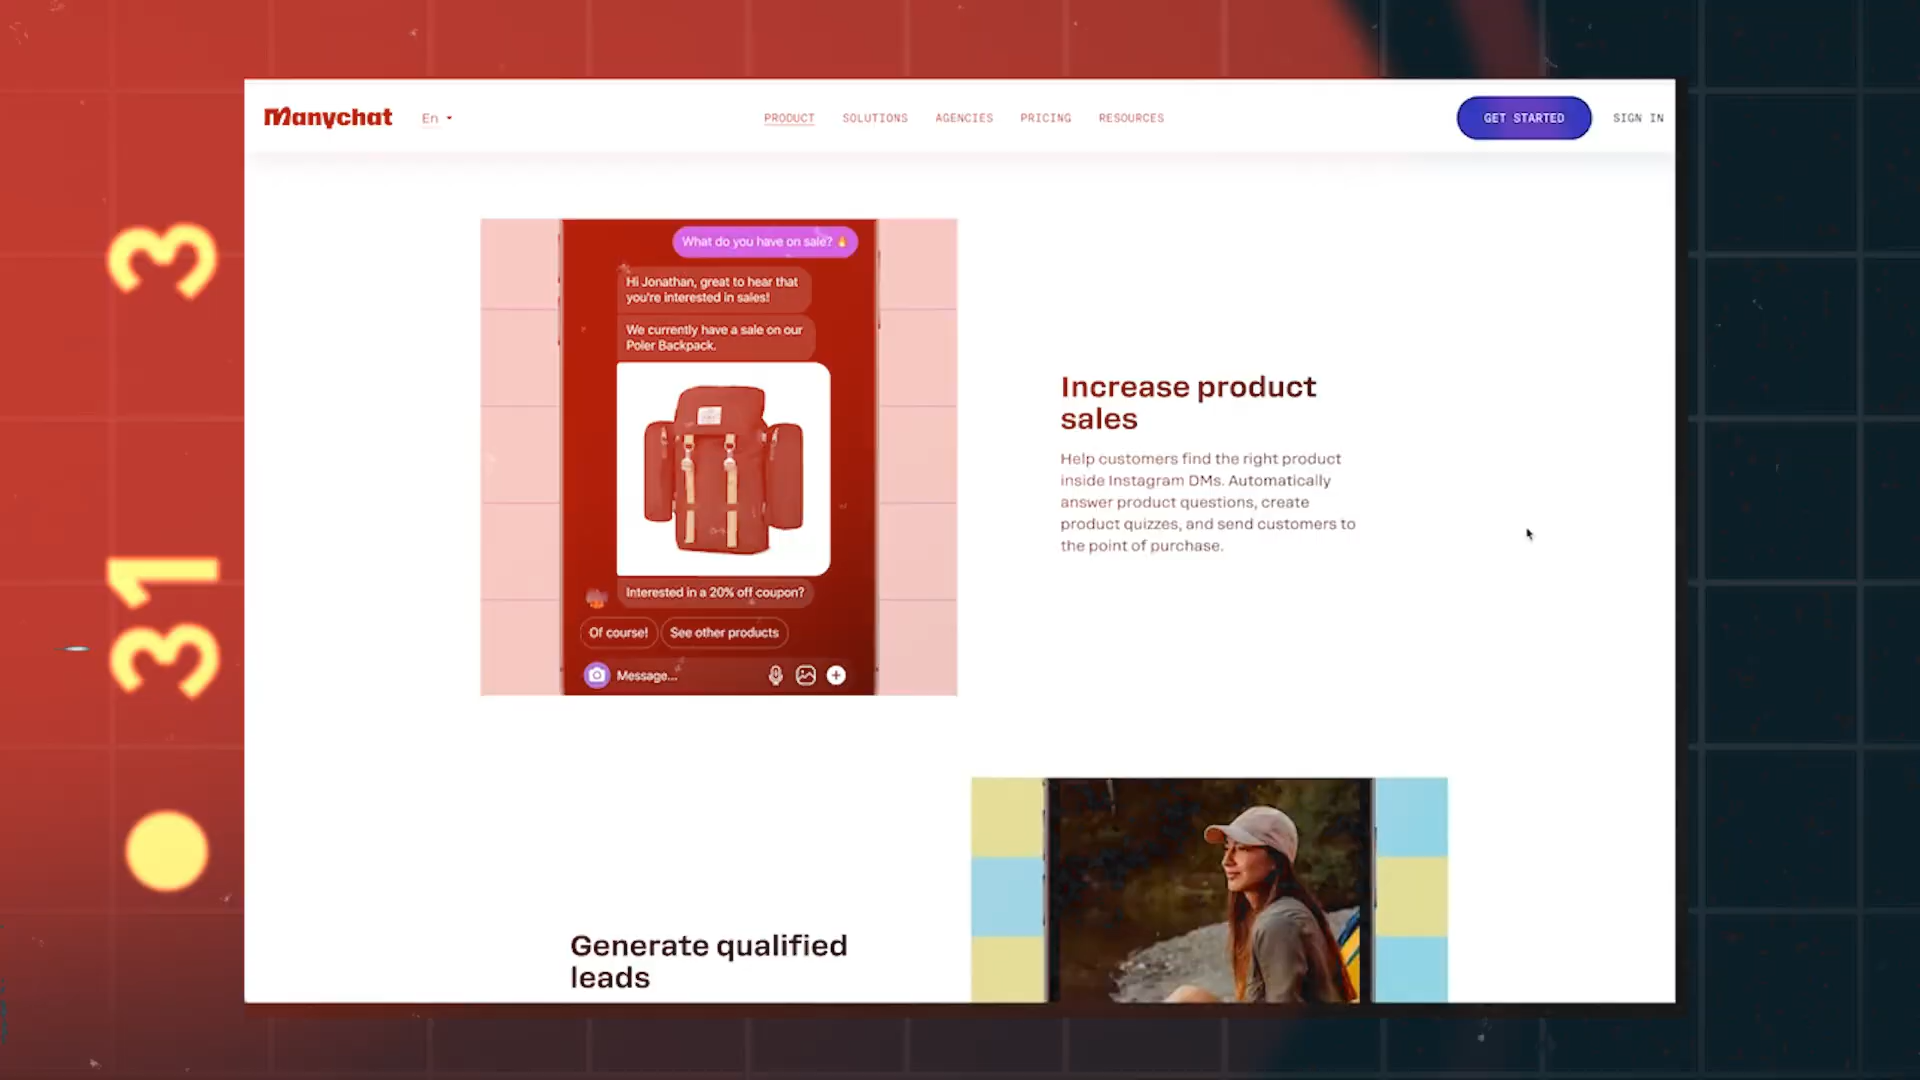 Manychat
En
PRODUCT
SOLUTIONS
AGENCIES
PRICING
RESOURCES
GET STARTED
SIGN IN
3
31
What do you have on sale? 🔥
Hi Jonathan, great to hear that
you're interested in sales!
We currently have a sale on our
Poler Backpack.
Interested in a 20% off coupon?
Of course!
See other products
Message...
Increase product
sales
Help customers find the right product
inside Instagram DMs. Automatically
answer product questions, create
product quizzes, and send customers to
the point of purchase.
Generate qualified
leads